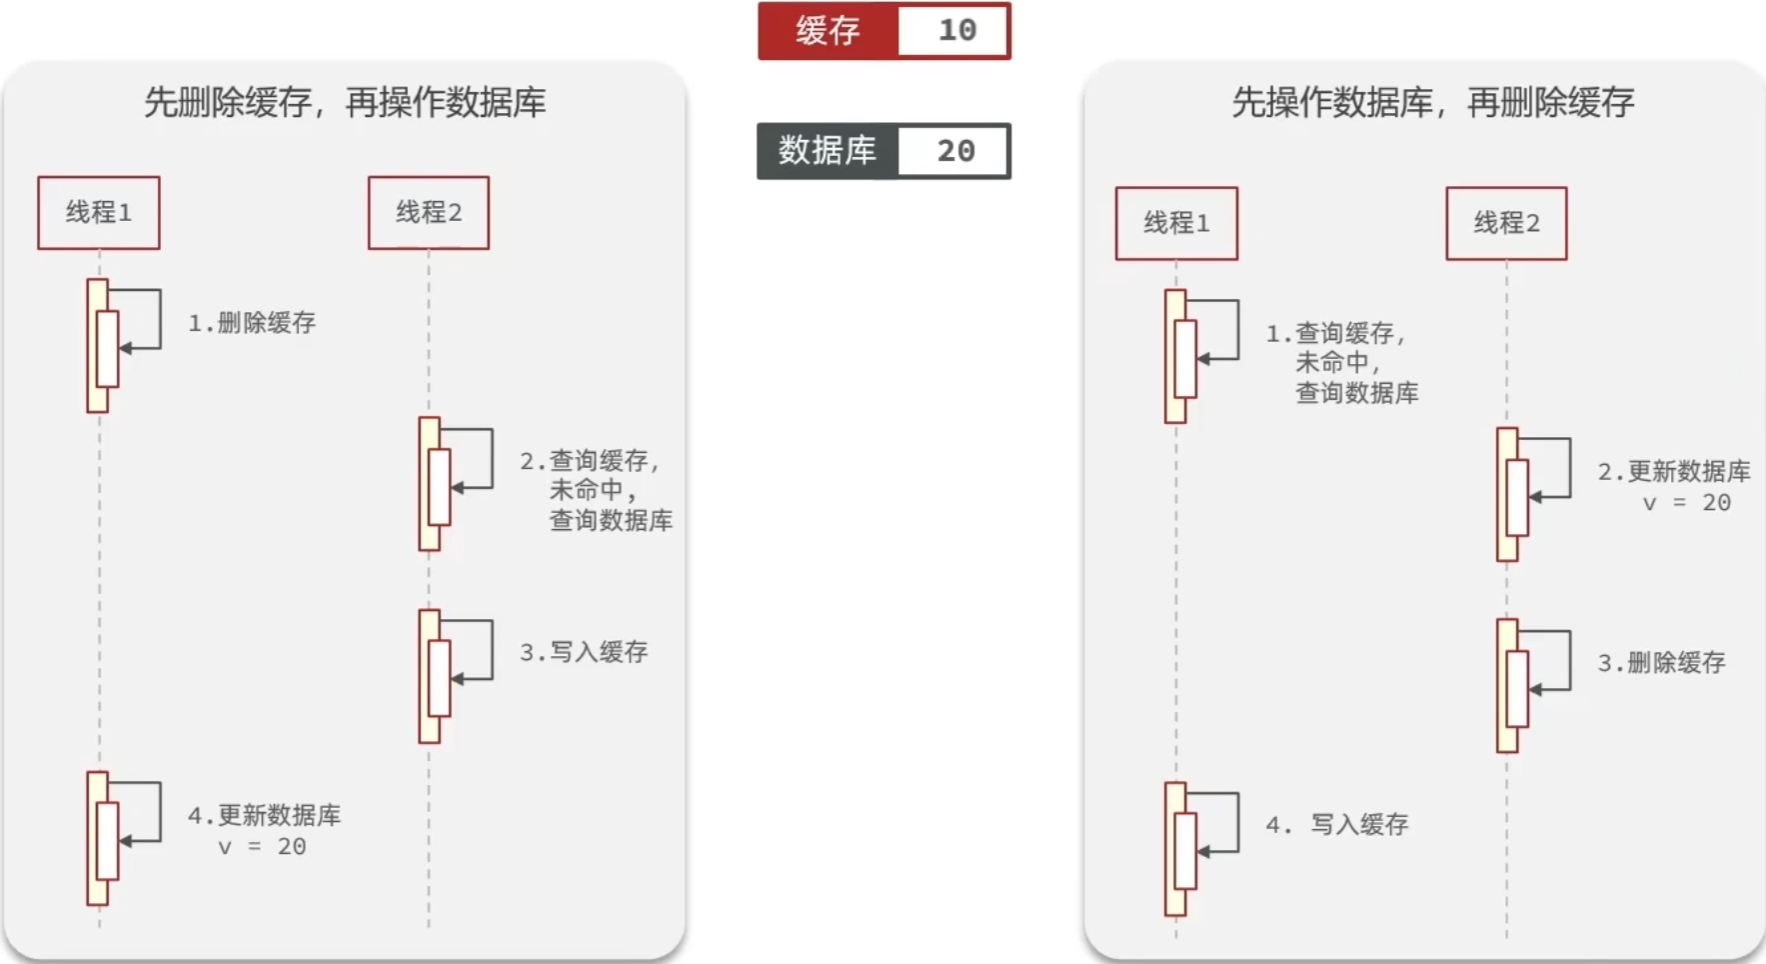 缓存 10
数据库 20
先删除缓存，再操作数据库
线程1
线程2
1.删除缓存
2.查询缓存，
未命中，
查询数据库
3.写入缓存
4.更新数据库
v = 20
先操作数据库，再删除缓存
线程1
线程2
1.查询缓存，
未命中，
查询数据库
2.更新数据库
v = 20
3.删除缓存
4. 写入缓存